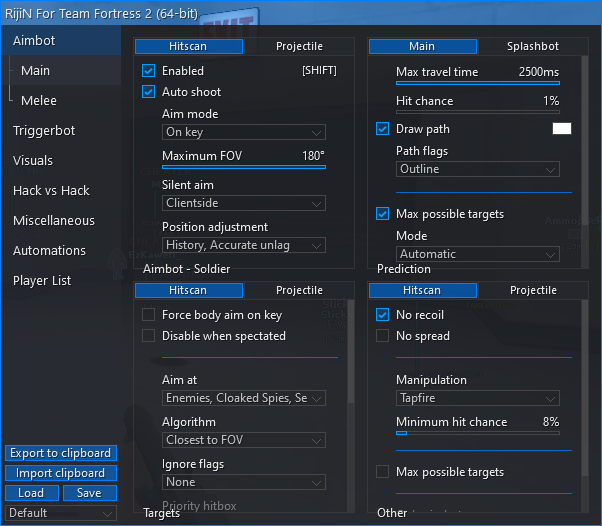 RijiN For Team Fortress 2 (64-bit)
Aimbot
Main
Melee
Triggerbot
Visuals
Hack vs Hack
Miscellaneous
Automations
Player List
Export to clipboard
Import clipboard
Load Save
Default
Hitscan Projectile
Enabled [SHIFT]
Auto shoot
Aim mode
On key
Maximum FOV 180°
Silent aim
Clientside
Position adjustment
History, Accurate unlag
Aimbot - Soldier
Main Splashbot
Max travel time 2500ms
Hit chance 1%
Draw path
Path flags
Outline
Max possible targets
Mode
Automatic
Prediction
Hitscan Projectile
Force body aim on key
Disable when spectated
Aim at
Enemies, Cloaked Spies, Se
Algorithm
Closest to FOV
Ignore flags
None
Priority hitbox
Targets
Hitscan Projectile
No recoil
No spread
Manipulation
Tapfire
Minimum hit chance 8%
Max possible targets
Other